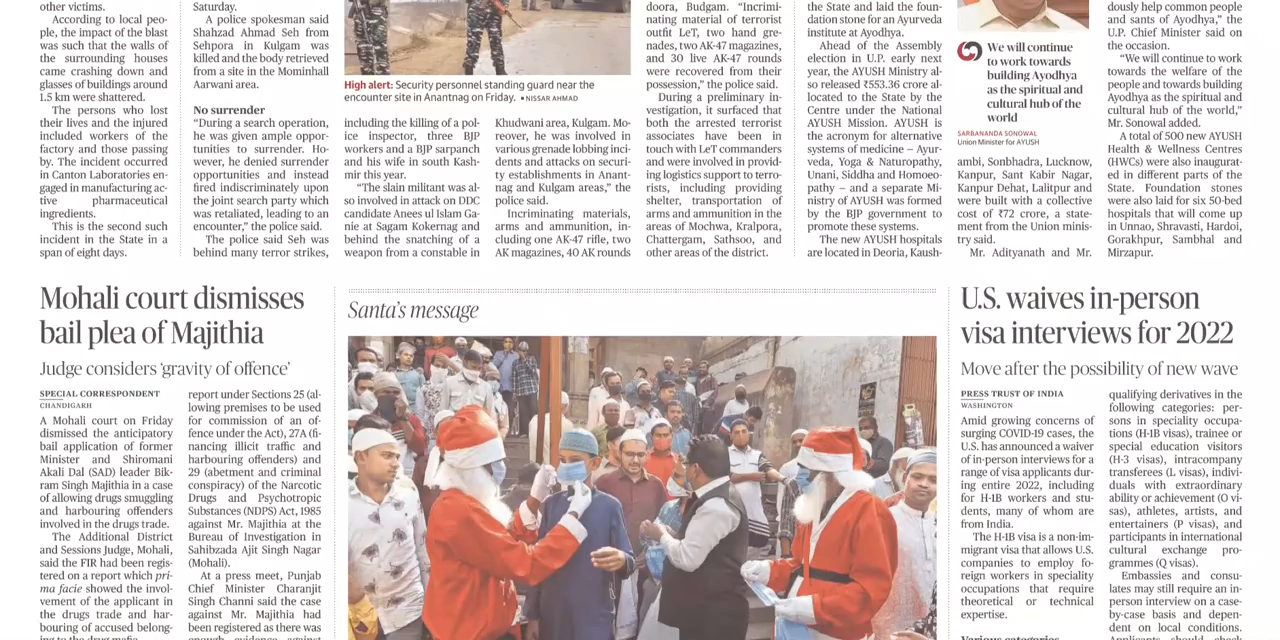 other victims.
According to local peo-
ple, the impact of the blast
was such that the walls of
the surrounding houses
came crashing down and
glasses of buildings around
1.5 km were shattered.
The persons who lost
their lives and the injured
included workers of the
factory and those passing
by. The incident occurred
in Canton Laboratories en-
gaged in manufacturing ac-
tive pharmaceutical
ingredients.
This is the second such
incident in the State in a
span of eight days.
Saturday.
A police spokesman said
Shahzad Ahmad Seh from
Sehpora in Kulgam was
killed and the body retrieved
from a site in the Mominhall
Aarwani area.
No surrender
“During a search operation,
he was given ample oppor-
tunities to surrender. Ho-
wever, he denied surrender
opportunities and instead
fired indiscriminately upon
the joint search party which
was retaliated, leading to an
encounter,” the police said.
The police said Seh was
behind many terror strikes,
High alert: Security personnel standing guard near the
encounter site in Anantnag on Friday. ▪NISSAR AHMAD
including the killing of a pol-
ice inspector, three BJP
workers and a BJP sarpanch
and his wife in south Kash-
mir this year.
“The slain militant was al-
so involved in attack on DDC
candidate Anees ul Islam Ga-
nie at Sagam Kokernag and
behind the snatching of a
weapon from a constable in
Khudwani area, Kulgam. Mo-
reover, he was involved in
various grenade lobbing inci-
dents and attacks on securi-
ty establishments in Anant-
nag and Kulgam areas,” the
police said.
Incriminating materials,
arms and ammunition, in-
cluding one AK-47 rifle, two
AK magazines, 40 AK rounds
doora, Budgam. “Incrimi-
nating material of terrorist
outfit LeT, two hand gre-
nades, two AK-47 magazines,
and 30 live AK-47 rounds
were recovered from their
possession,” the police said.
During a preliminary in-
vestigation, it surfaced that
both the arrested terrorist
associates have been in
touch with LeT commanders
and were involved in provid-
ing logistics support to terro-
rists, including providing
shelter, transportation of
arms and ammunition in the
areas of Mochwa, Kralpora,
Chattergam, Sathsoo, and
other areas of the district.
the State and laid the foun-
dation stone for an Ayurveda
institute at Ayodhya.
Ahead of the Assembly
election in U.P. early next
year, the AYUSH Ministry al-
so released ₹553.36 crore al-
located to the State by the
Centre under the National
AYUSH Mission. AYUSH is
the acronym for alternative
systems of medicine – Ayur-
veda, Yoga & Naturopathy,
Unani, Siddha and Homoeo-
pathy – and a separate Mi-
nistry of AYUSH was formed
by the BJP government to
promote these systems.
The new AYUSH hospitals
are located in Deoria, Kaush-
We will continue
to work towards
building Ayodhya
as the spiritual and
cultural hub of the
world
SARBANANDA SONOWAL
Union Minister for AYUSH
ambi, Sonbhadra, Lucknow,
Kanpur, Sant Kabir Nagar,
Kanpur Dehat, Lalitpur and
were built with a collective
cost of ₹72 crore, a state-
ment from the Union minis-
try said.
Mr. Adityanath and Mr.
dously help common people
and sants of Ayodhya,” the
U.P. Chief Minister said on
the occasion.
“We will continue to work
towards the welfare of the
people and towards building
Ayodhya as the spiritual and
cultural hub of the world,”
Mr. Sonowal added.
A total of 500 new AYUSH
Health & Wellness Centres
(HWCs) were also inaugurat-
ed in different parts of the
State. Foundation stones
were also laid for six 50-bed
hospitals that will come up
in Unnao, Shravasti, Hardoi,
Gorakhpur, Sambhal and
Mirzapur.
Mohali court dismisses
bail plea of Majithia
Judge considers ‘gravity of offence’
SPECIAL CORRESPONDENT
CHANDIGARH
A Mohali court on Friday
dismissed the anticipatory
bail application of former
Minister and Shiromani
Akali Dal (SAD) leader Bik-
ram Singh Majithia in a case
of allowing drugs smuggling
and harbouring offenders
involved in the drugs trade.
The Additional District
and Sessions Judge, Mohali,
said the FIR had been regis-
tered on a report which pri-
ma facie showed the invol-
vement of the applicant in
the drugs trade and har-
bouring of accused belong-
ing to the drug mafia.
report under Sections 25 (al-
lowing premises to be used
for commission of an of-
fence under the Act), 27A (fi-
nancing illicit traffic and
harbouring offenders) and
29 (abetment and criminal
conspiracy) of the Narcotic
Drugs and Psychotropic
Substances (NDPS) Act, 1985
against Mr. Majithia at the
Bureau of Investigation in
Sahibzada Ajit Singh Nagar
(Mohali).
At a press meet, Punjab
Chief Minister Charanjit
Singh Channi said the case
against Mr. Majithia had
been registered as there was
enough evidence against
Santa’s message
U.S. waives in-person
visa interviews for 2022
Move after the possibility of new wave
PRESS TRUST OF INDIA
WASHINGTON
Amid growing concerns of
surging COVID-19 cases, the
U.S. has announced a waiver
of in-person interviews for a
range of visa applicants dur-
ing entire 2022, including
for H-1B workers and stu-
dents, many of whom are
from India.
The H-1B visa is a non-im-
migrant visa that allows U.S.
companies to employ fo-
reign workers in speciality
occupations that require
theoretical or technical
expertise.
Various categories
qualifying derivatives in the
following categories: per-
sons in speciality occupa-
tions (H-1B visas), trainee or
special education visitors
(H-3 visas), intracompany
transferees (L visas), indivi-
duals with extraordinary
ability or achievement (O vi-
sas), athletes, artists, and
entertainers (P visas), and
participants in international
cultural exchange pro-
grammes (Q visas).
Embassies and consu-
lates may still require an in-
person interview on a case-
by-case basis and depen-
dent on local conditions.
Applicants should check